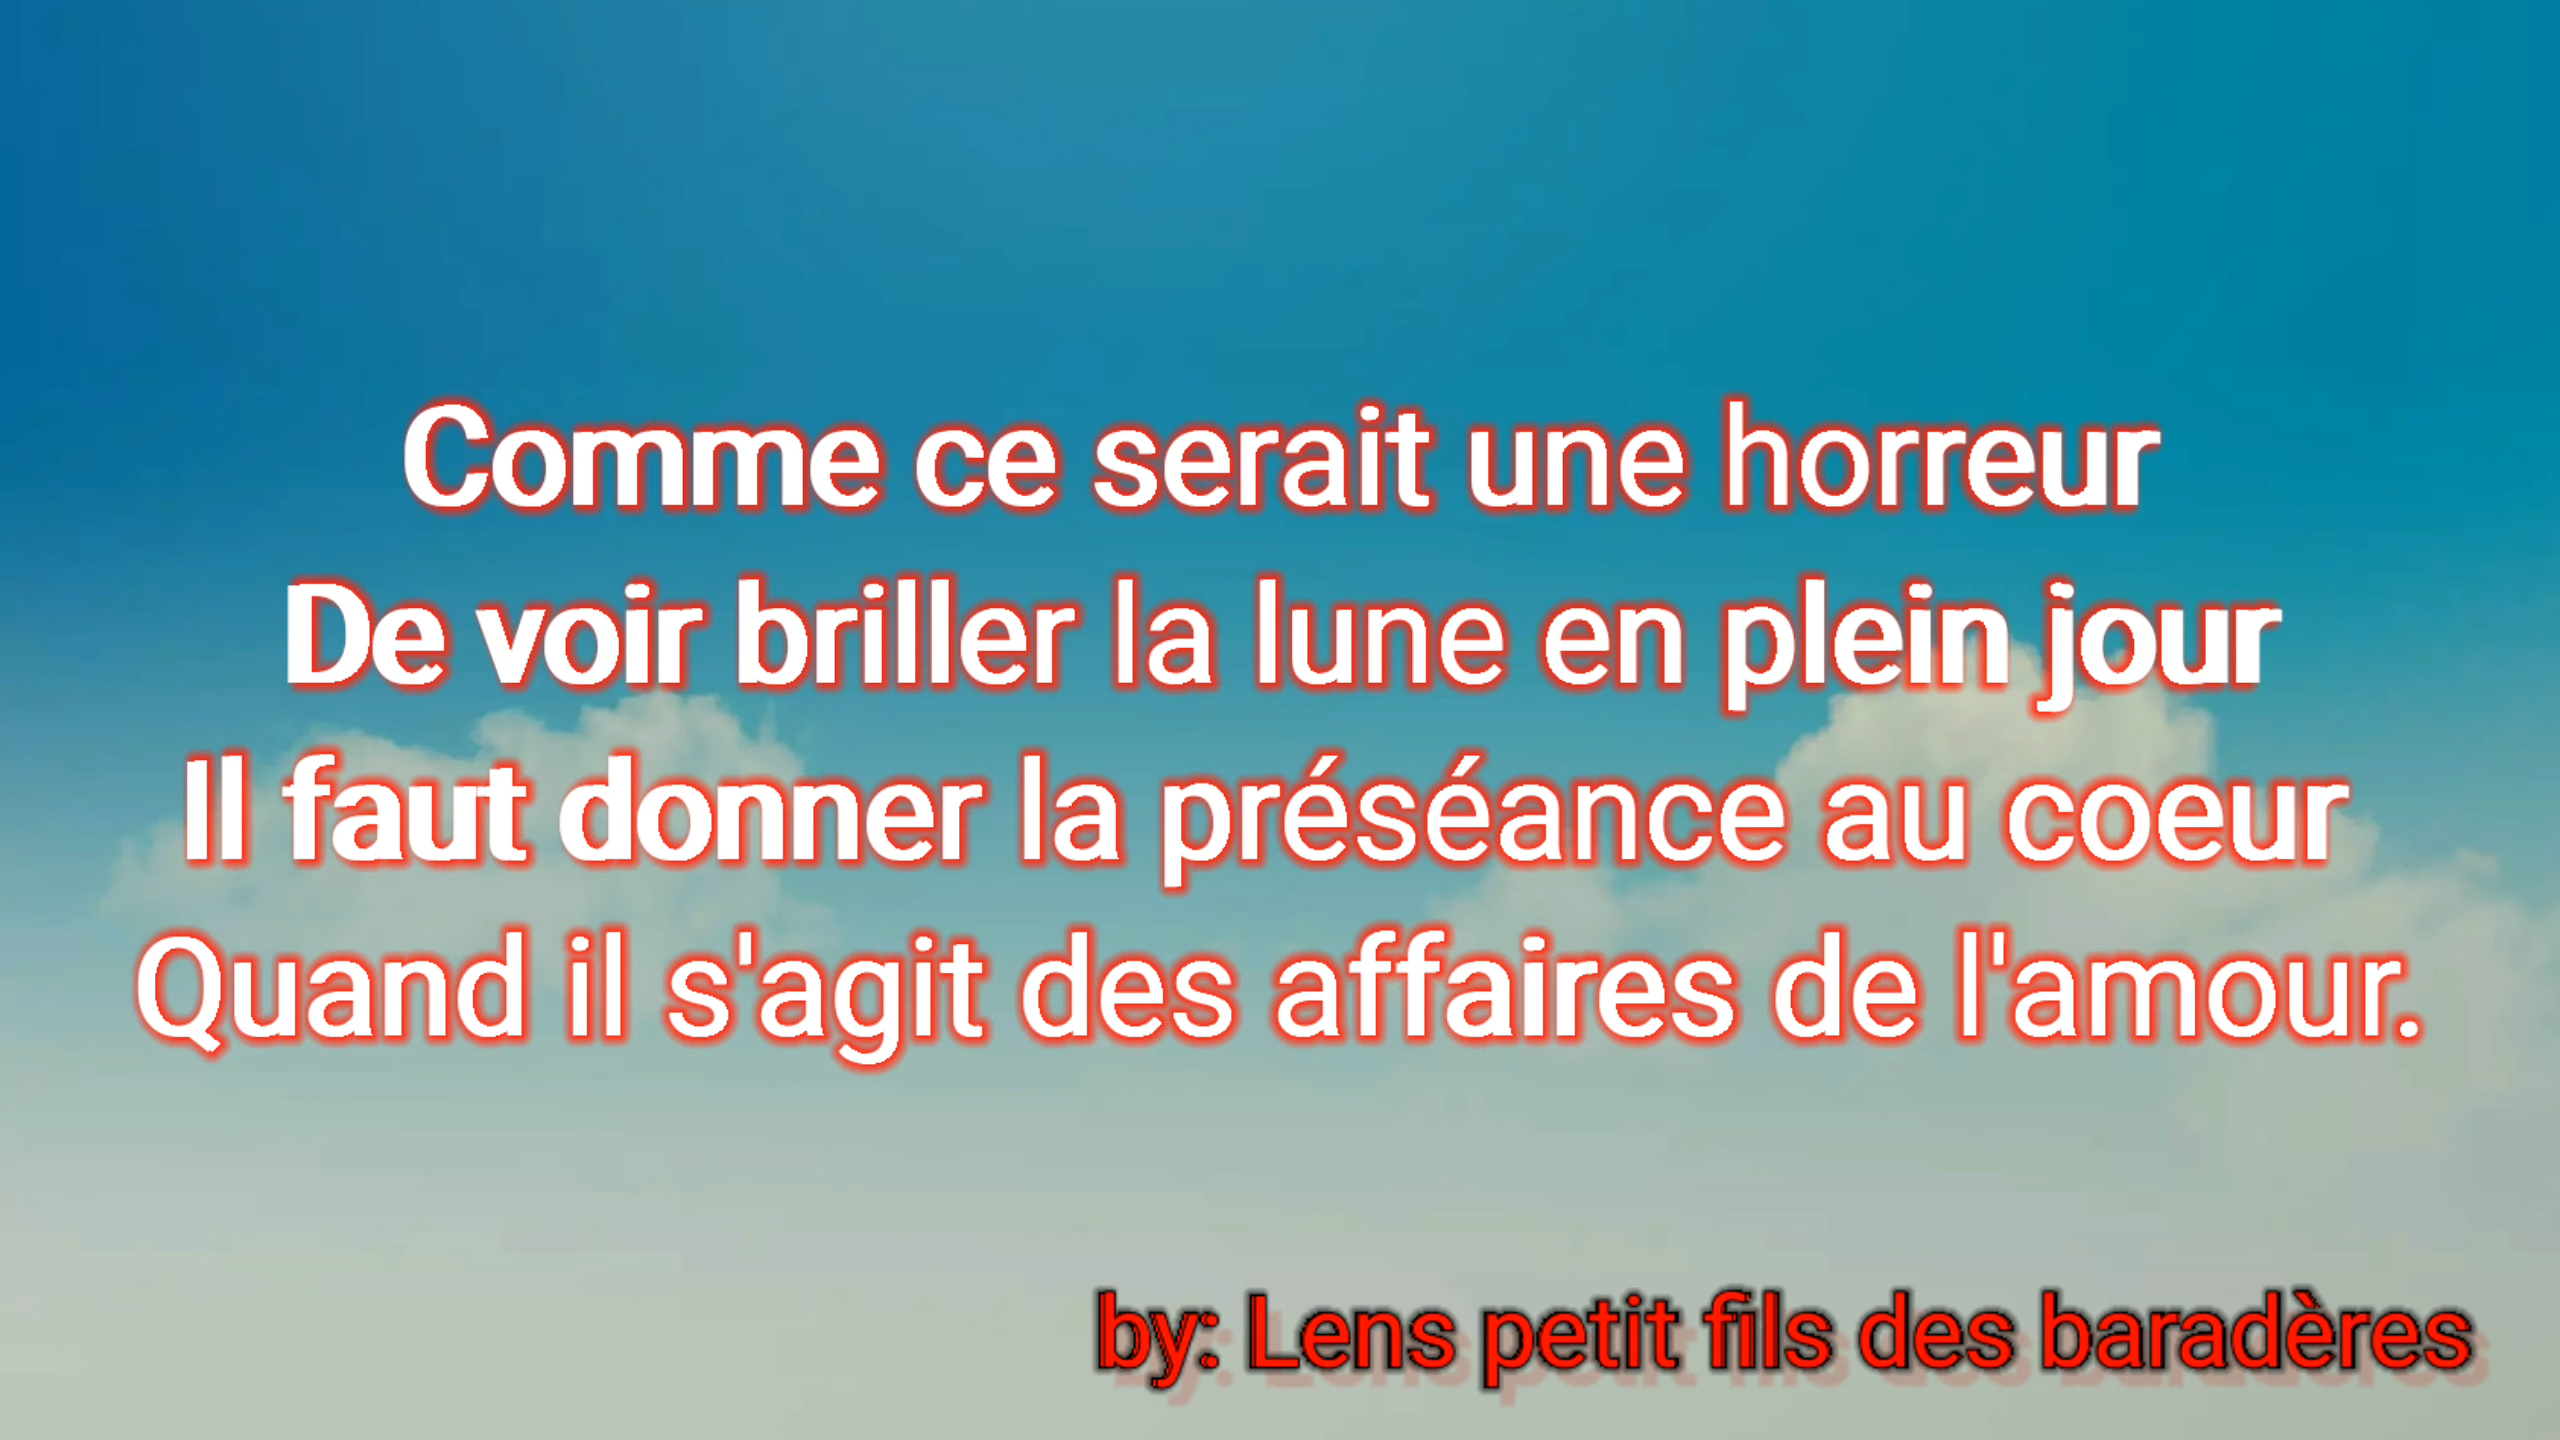 Comme ce serait une horreur
De voir briller la lune en plein jour
Il faut donner la préséance au coeur
Quand il s'agit des affaires de l'amour.
by: Lens petit fils des baradères